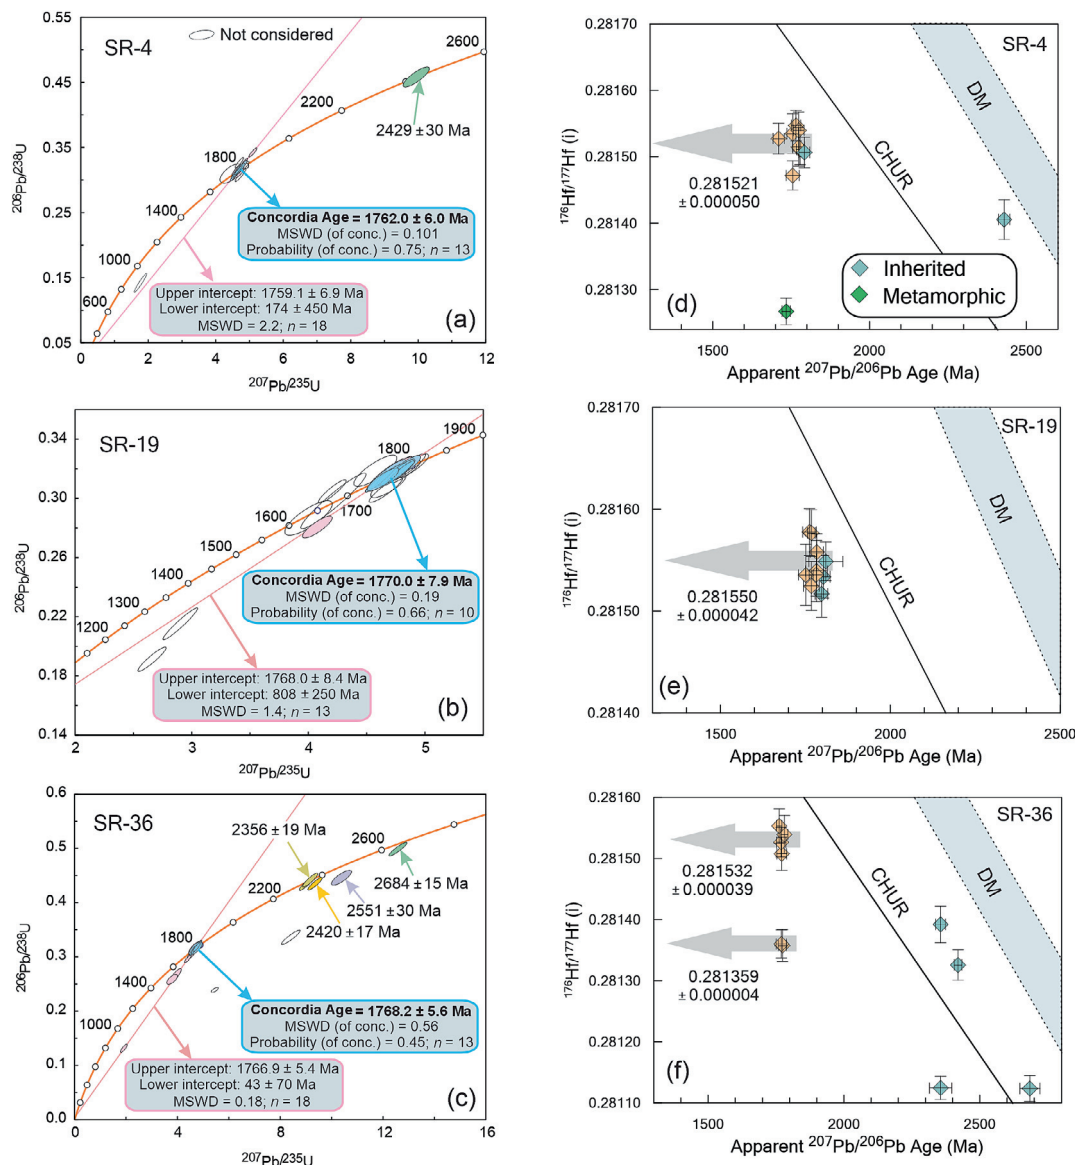 SR-4
Not considered
2600
2200
2429 ± 30 Ma
1800
1400
1000
600
Concordia Age = 1762.0 ± 6.0 Ma
MSWD (of conc.) = 0.101
Probability (of conc.) = 0.75; n = 13
Upper intercept: 1759.1 ± 6.9 Ma
Lower intercept: 174 ± 450 Ma
MSWD = 2.2; n = 18
(a)
0.55
0.45
0.35
0.25
0.15
0.05
²⁰⁶Pb/²³⁸U
0 2 4 6 8 10 12
²⁰⁷Pb/²³⁵U
SR-4
DM
CHUR
0.281521
± 0.000050
Inherited
Metamorphic
(d)
0.28170
0.28160
0.28150
0.28140
0.28130
¹⁷⁶Hf/¹⁷⁷Hf (i)
1500 2000 2500
Apparent ²⁰⁷Pb/²⁰⁶Pb Age (Ma)
SR-19
1900
1800
1700
1600
1500
1400
1300
1200
Concordia Age = 1770.0 ± 7.9 Ma
MSWD (of conc.) = 0.19
Probability (of conc.) = 0.66; n = 10
Upper intercept: 1768.0 ± 8.4 Ma
Lower intercept: 808 ± 250 Ma
MSWD = 1.4; n = 13
(b)
0.34
0.30
0.26
0.22
0.18
0.14
²⁰⁶Pb/²³⁸U
2 3 4 5
²⁰⁷Pb/²³⁵U
SR-19
DM
CHUR
0.281550
± 0.000042
(e)
0.28170
0.28160
0.28150
0.28140
¹⁷⁶Hf/¹⁷⁷Hf (i)
1500 2000 2500
Apparent ²⁰⁷Pb/²⁰⁶Pb Age (Ma)
SR-36
2356 ± 19 Ma
2600
2684 ± 15 Ma
2200
2551 ± 30 Ma
2420 ± 17 Ma
1800
1400
1000
Concordia Age = 1768.2 ± 5.6 Ma
MSWD (of conc.) = 0.56
Probability (of conc.) = 0.45; n = 13
Upper intercept: 1766.9 ± 5.4 Ma
Lower intercept: 43 ± 70 Ma
MSWD = 0.18; n = 18
(c)
0.6
0.5
0.4
0.3
0.2
0.1
0.0
²⁰⁶Pb/²³⁸U
0 4 8 12 16
²⁰⁷Pb/²³⁵U
SR-36
DM
CHUR
0.281532
± 0.000039
0.281359
± 0.000004
(f)
0.28160
0.28150
0.28140
0.28130
0.28120
0.28110
¹⁷⁶Hf/¹⁷⁷Hf (i)
1500 2000 2500
Apparent ²⁰⁷Pb/²⁰⁶Pb Age (Ma)